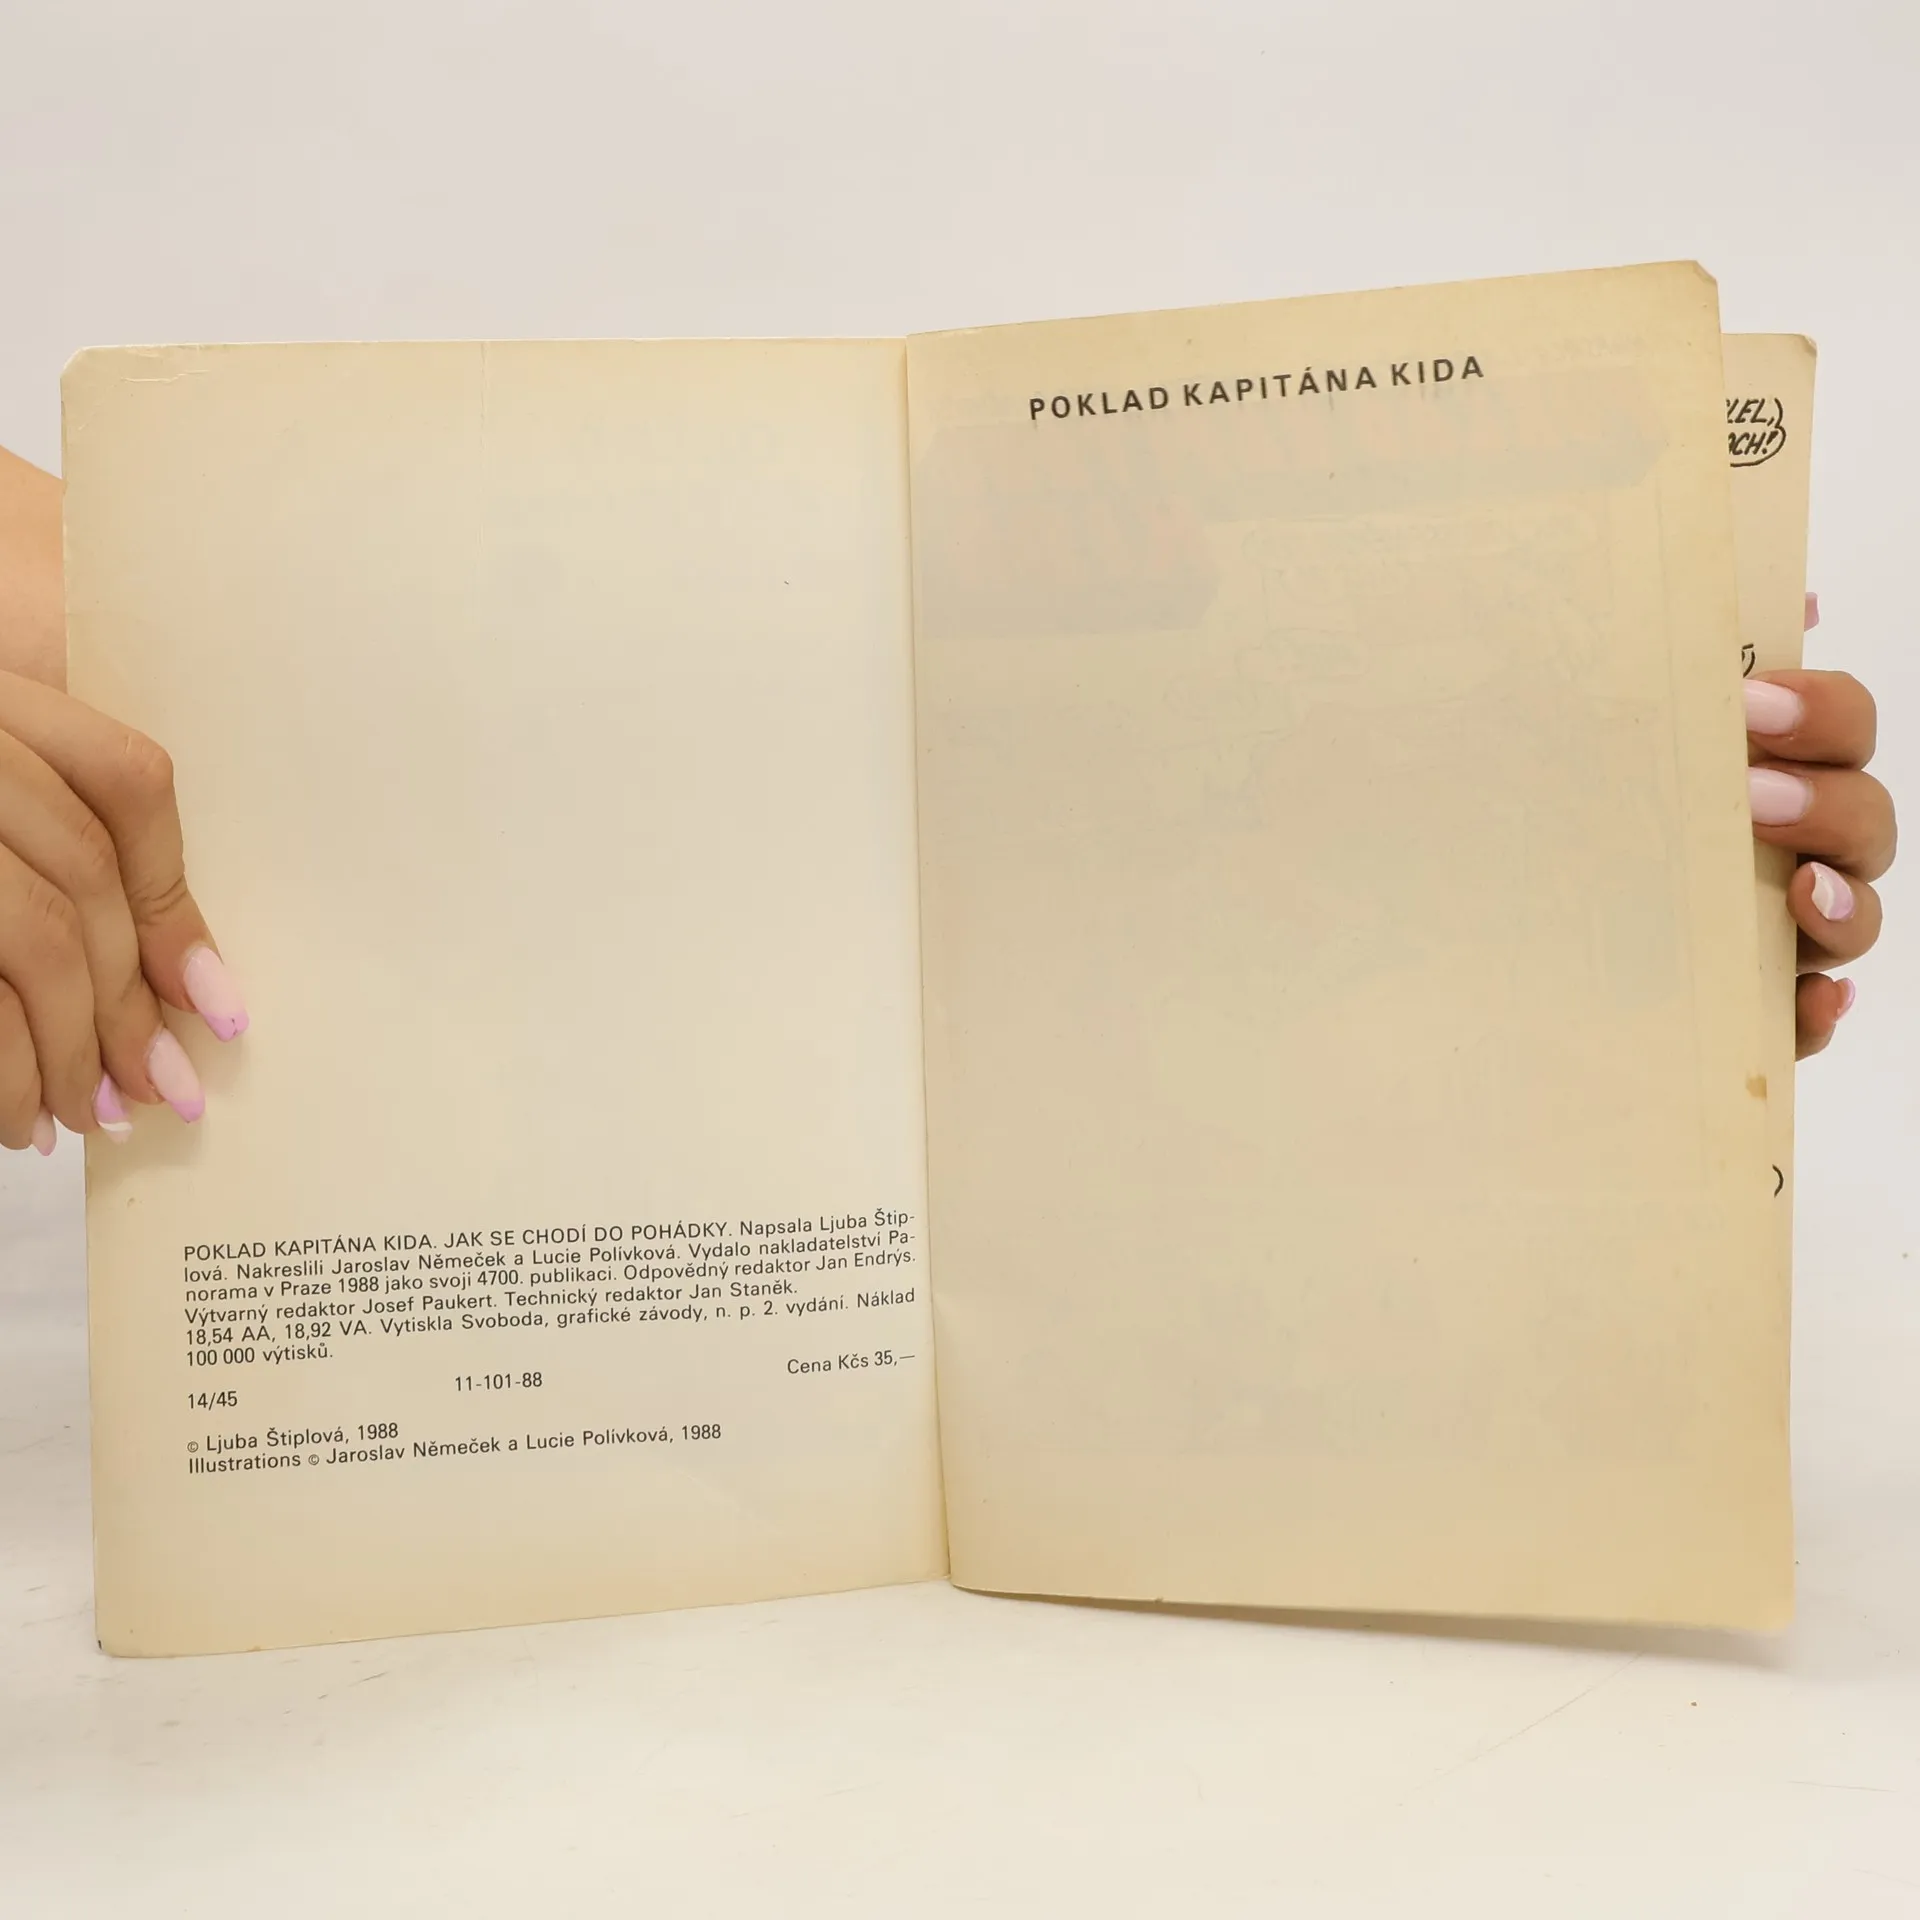 POKLAD KAPITÁNA KIDA. JAK SE CHODÍ DO POHÁDKY. Napsala Ljuba Štip-
lová. Nakreslili Jaroslav Němeček a Lucie Polívková. Vydalo nakladatelství Pa-
norama v Praze 1988 jako svoji 4700. publikaci. Odpovědný redaktor Jan Endrýs.
Výtvarný redaktor Josef Paukert. Technický redaktor Jan Staněk.
18,54 AA, 18,92 VA. Vytiskla Svoboda, grafické závody, n. p. 2. vydání. Náklad
100 000 výtisků.
14/45 11-101-88 Cena Kčs 35,—
© Ljuba Štiplová, 1988
Illustrations © Jaroslav Němeček a Lucie Polívková, 1988
POKLAD KAPITÁNA KIDA